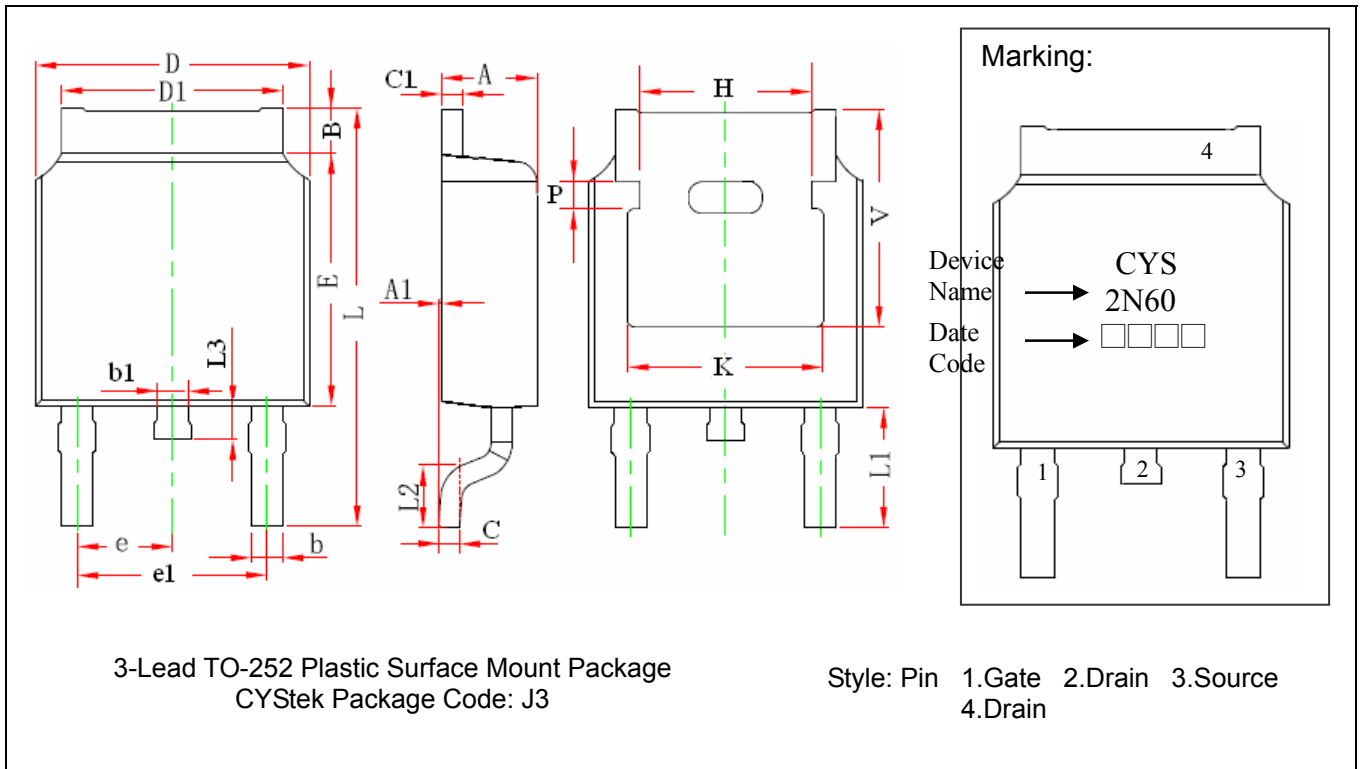 D
D1
B
E
L
L3
b1
e
e1
b
C1
A
A1
L2
C
H
P
V
K
L1
Marking:
4
Device
Name
CYS
2N60
Date
Code
□□□□
1
2
3
3-Lead TO-252 Plastic Surface Mount Package
CYStek Package Code: J3
Style: Pin 1.Gate 2.Drain 3.Source
4.Drain